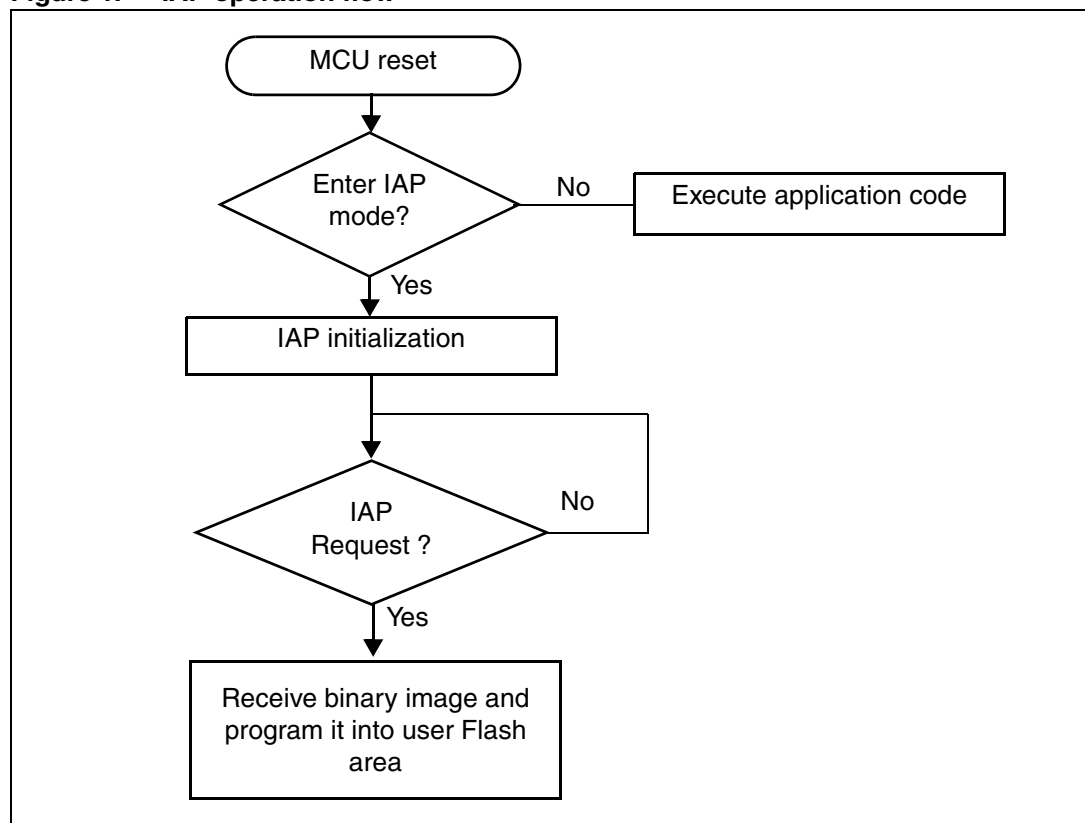 MCU reset
Enter IAP
mode?
No
Execute application code
Yes
IAP initialization
IAP
Request ?
No
Yes
Receive binary image and
program it into user Flash
area